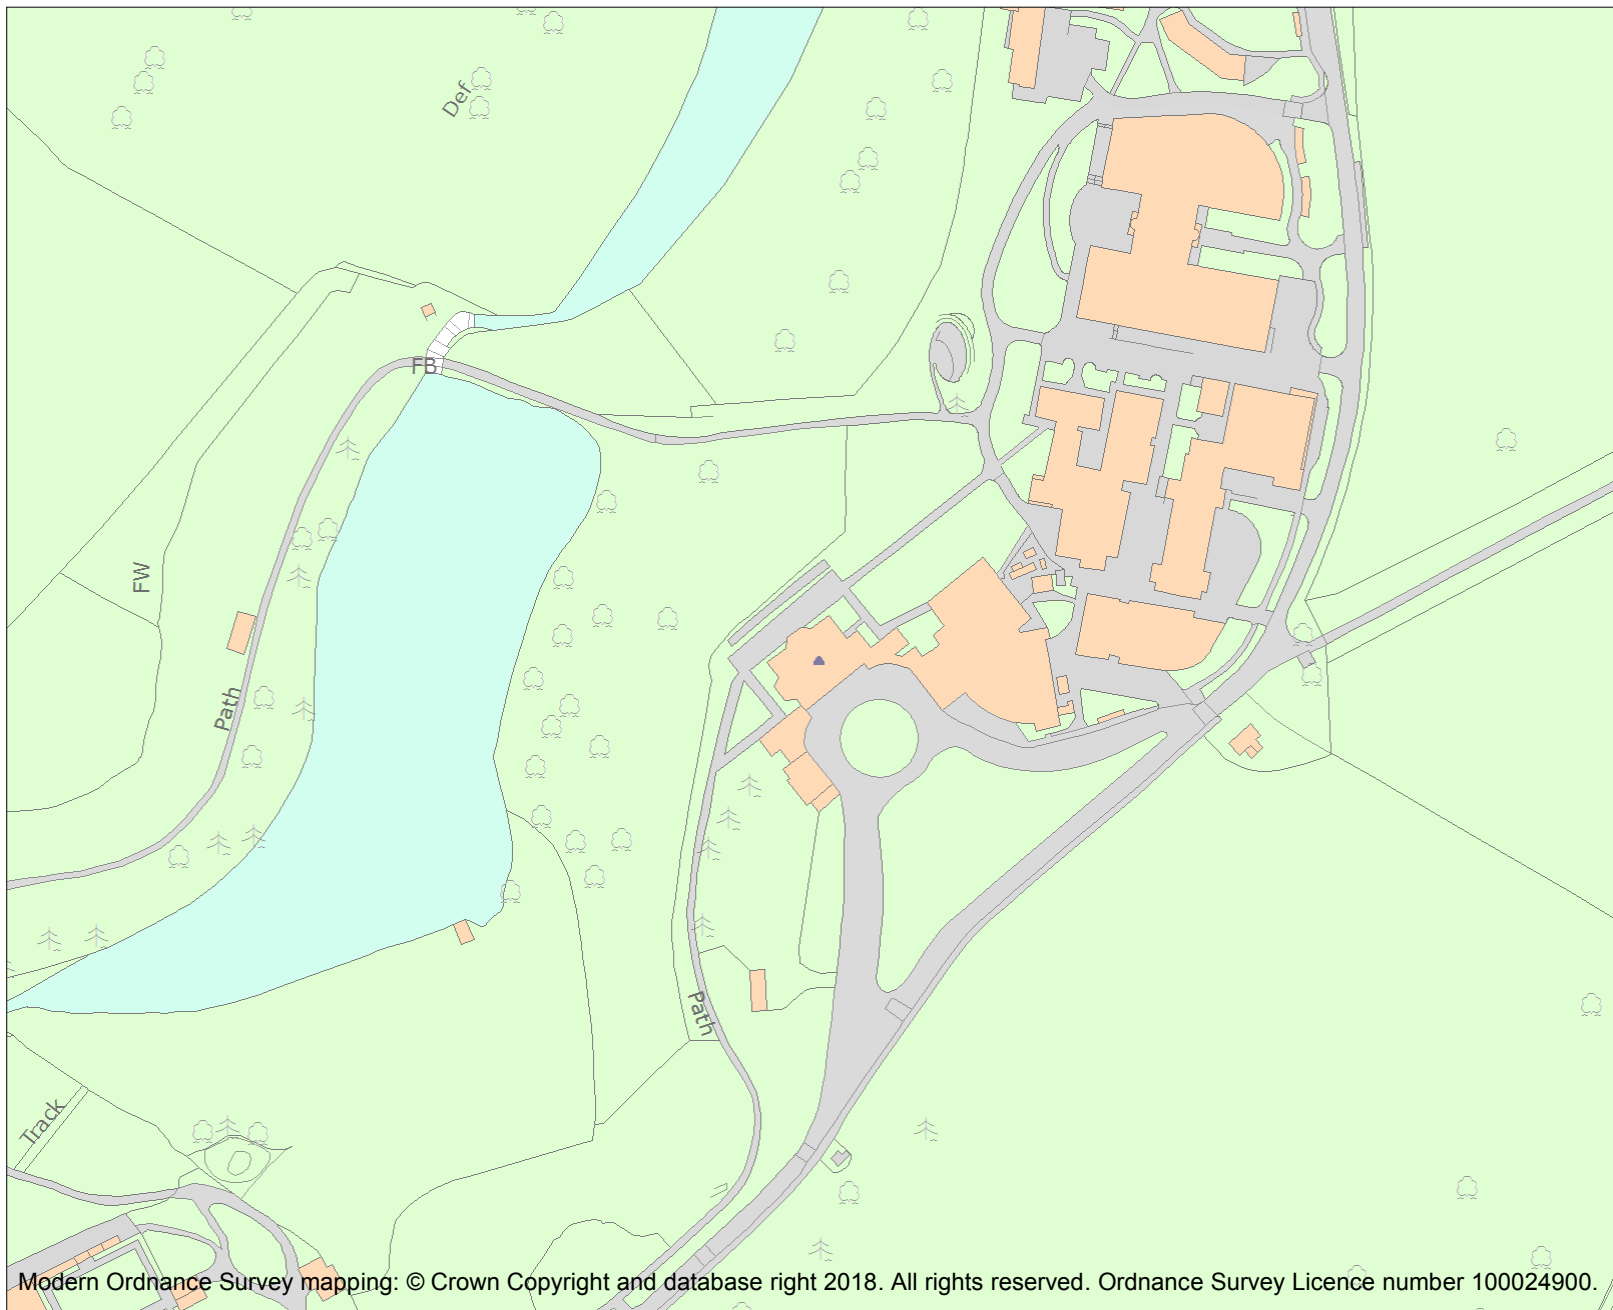 Def
FB
FW
Path
Path
Track
Modern Ordnance Survey mapping: © Crown Copyright and database right 2018. All rights reserved. Ordnance Survey Licence number 100024900.